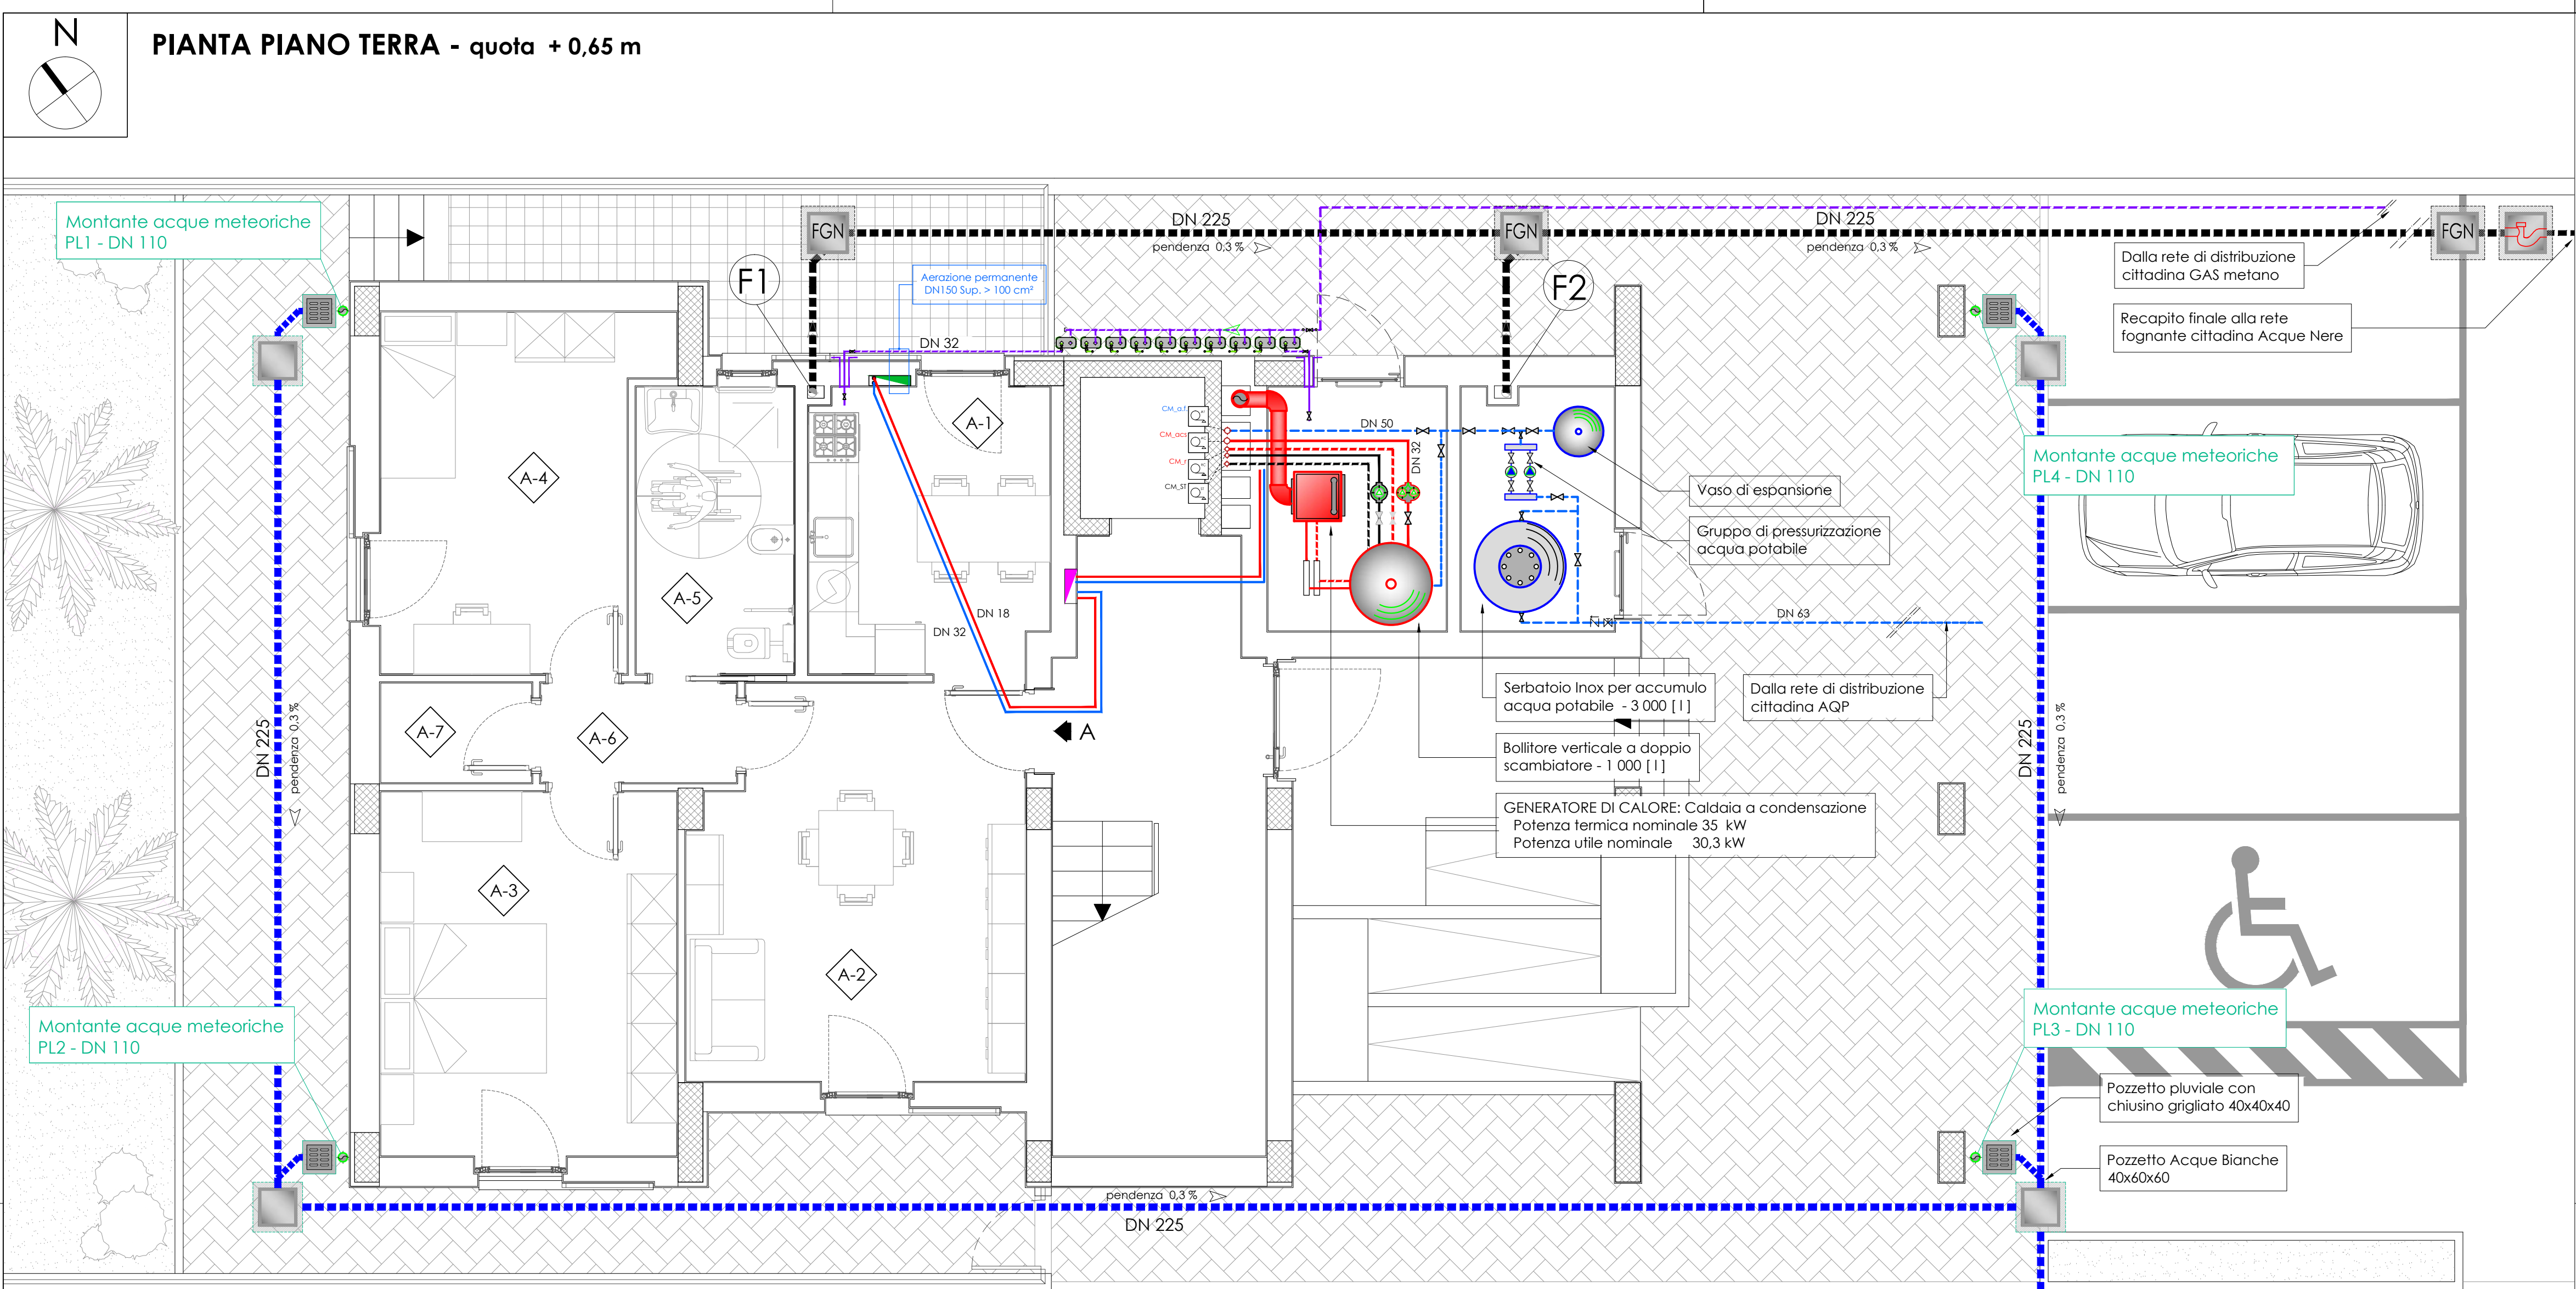 N
PIANTA PIANO TERRA - quota + 0,65 m
Montante acque meteoriche
PL1 - DN 110
FGN
DN 225
pendenza 0,3 %
FGN
DN 225
pendenza 0,3 %
FGN
Dalla rete di distribuzione
cittadina GAS metano
Recapito finale alla rete
fognante cittadina Acque Nere
F1
Aerazione permanente
DN150 Sup. > 100 cm²
F2
DN 32
A-1
CM_a.f.
CM_acs
CM_r
CM_ST
DN 50
DN 32
A-4
Montante acque meteoriche
PL4 - DN 110
Vaso di espansione
Gruppo di pressurizzazione
acqua potabile
A-5
DN 18
DN 32
DN 63
Serbatoio Inox per accumulo
acqua potabile - 3 000 [ l ]
Dalla rete di distribuzione
cittadina AQP
A-7
A-6
A
DN 225
pendenza 0,3 %
Bollitore verticale a doppio
scambiatore - 1 000 [ l ]
DN 225
pendenza 0,3 %
GENERATORE DI CALORE: Caldaia a condensazione
Potenza termica nominale 35 kW
Potenza utile nominale 30,3 kW
A-3
A-2
Montante acque meteoriche
PL2 - DN 110
Montante acque meteoriche
PL3 - DN 110
Pozzetto pluviale con
chiusino grigliato 40x40x40
Pozzetto Acque Bianche
40x60x60
pendenza 0,3 %
DN 225